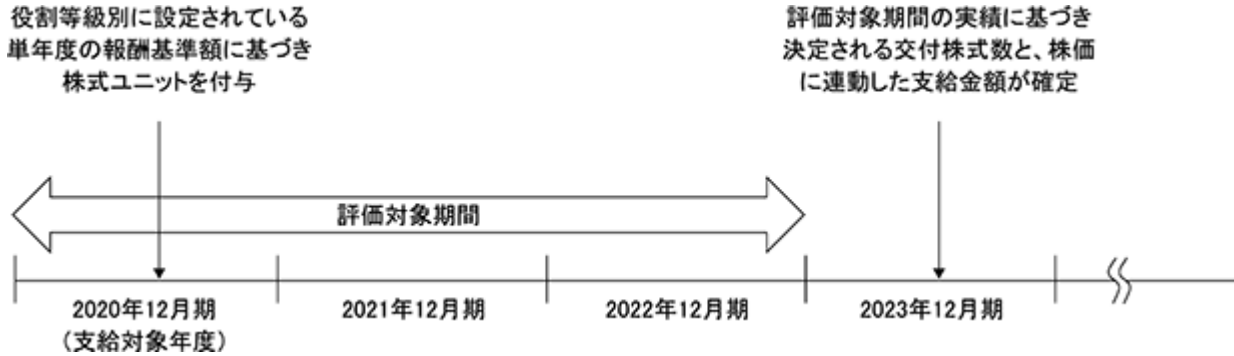 役割等級別に設定されている
単年度の報酬基準額に基づき
株式ユニットを付与
評価対象期間の実績に基づき
決定される交付株式数と、株価
に連動した支給金額が確定
評価対象期間
2020年12月期
（支給対象年度）
2021年12月期
2022年12月期
2023年12月期